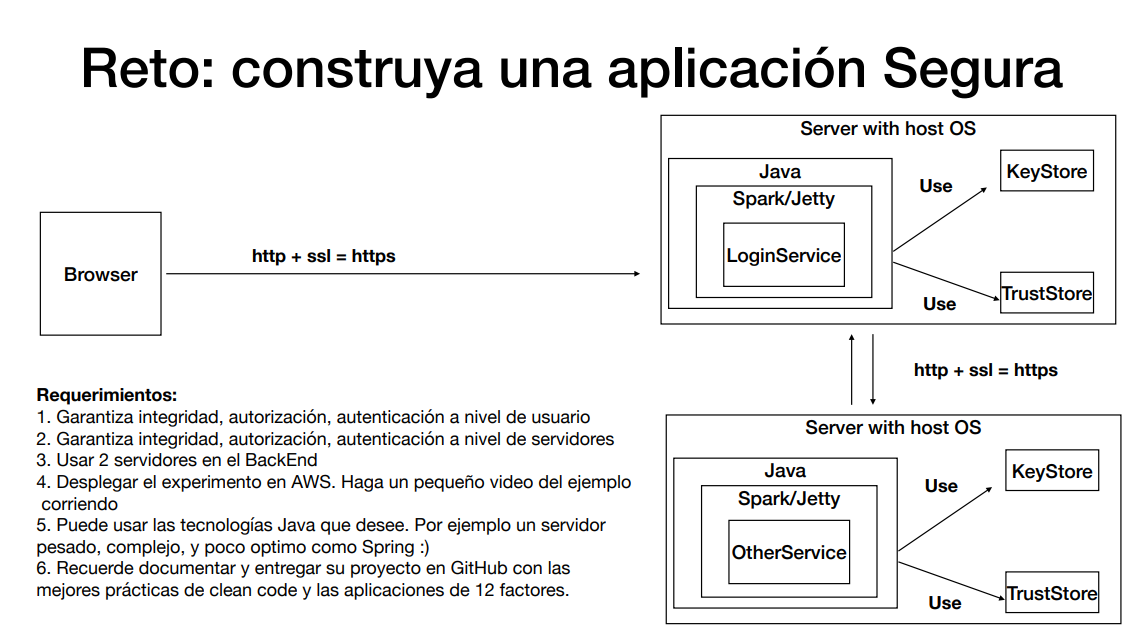 Reto: construya una aplicación Segura
Server with host OS
Java
Spark/Jetty
LoginService
Use
KeyStore
Use
TrustStore
Browser
http + ssl = https
http + ssl = https
Requerimientos:
1. Garantiza integridad, autorización, autenticación a nivel de usuario
2. Garantiza integridad, autorización, autenticación a nivel de servidores
3. Usar 2 servidores en el BackEnd
4. Desplegar el experimento en AWS. Haga un pequeño video del ejemplo
corriendo
5. Puede usar las tecnologías Java que desee. Por ejemplo un servidor
pesado, complejo, y poco optimo como Spring :)
6. Recuerde documentar y entregar su proyecto en GitHub con las
mejores prácticas de clean code y las aplicaciones de 12 factores.
Server with host OS
Java
Spark/Jetty
OtherService
Use
KeyStore
Use
TrustStore